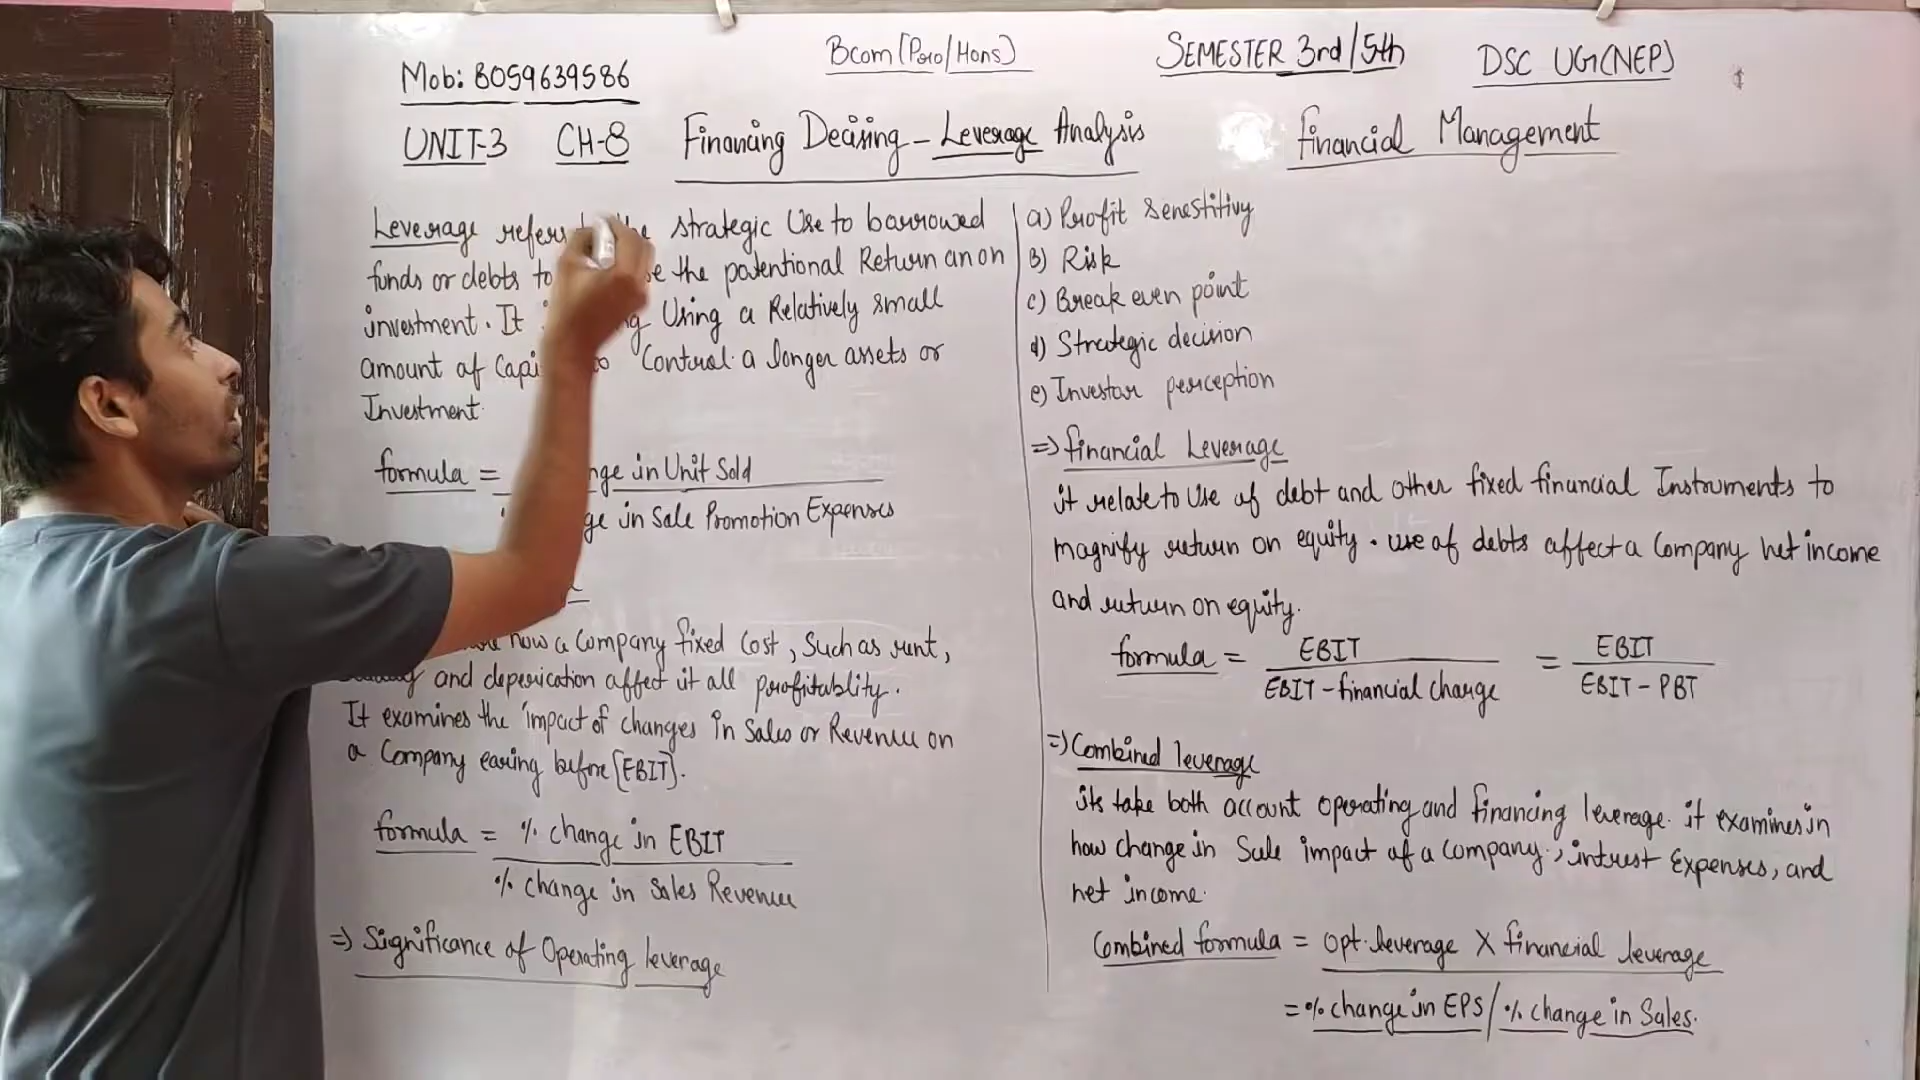 Bcom(Pro/Hons) SEMESTER 3rd/5th DSC UG(NEP)
Mob: 8059639586
UNIT-3 CH-8 Financing Decising - Leverage Analysis financial Management
Leverage refers strategic Use to barrowed
funds or debts to the potentional Return an on
investment. It Using a Relatively small
amount of Capi Control a longer assets or
Investment.
formula = nge in Unit Sold
ge in Sale Promotion Expenses
how a Company fixed Cost, Such as rent,
and deperication affect it all profitablity.
It examines the impact of changes in Sales or Revenue on
a Company earing before [EBIT].
formula = % change in EBIT
% change in Sales Revenue
=) Significance of Operating leverage
a) Profit senestitivy
B) Risk
c) Break even point
d) Strategic decision
e) Investor perception
=) financial Leverage
it relate to Use of debt and other fixed financial Instruments to
magnify return on equity. use of debts affect a Company net income
and return on equity.
formula = EBIT = EBIT
EBIT - financial charge EBIT - PBT
=) Combined leverage
its take both account operating and financing leverage. it examines in
how change in Sale impact of a Company, intrest Expenses, and
net income.
Combined formula = opt. leverage X financial leverage
= % change in EPS / % change in Sales.